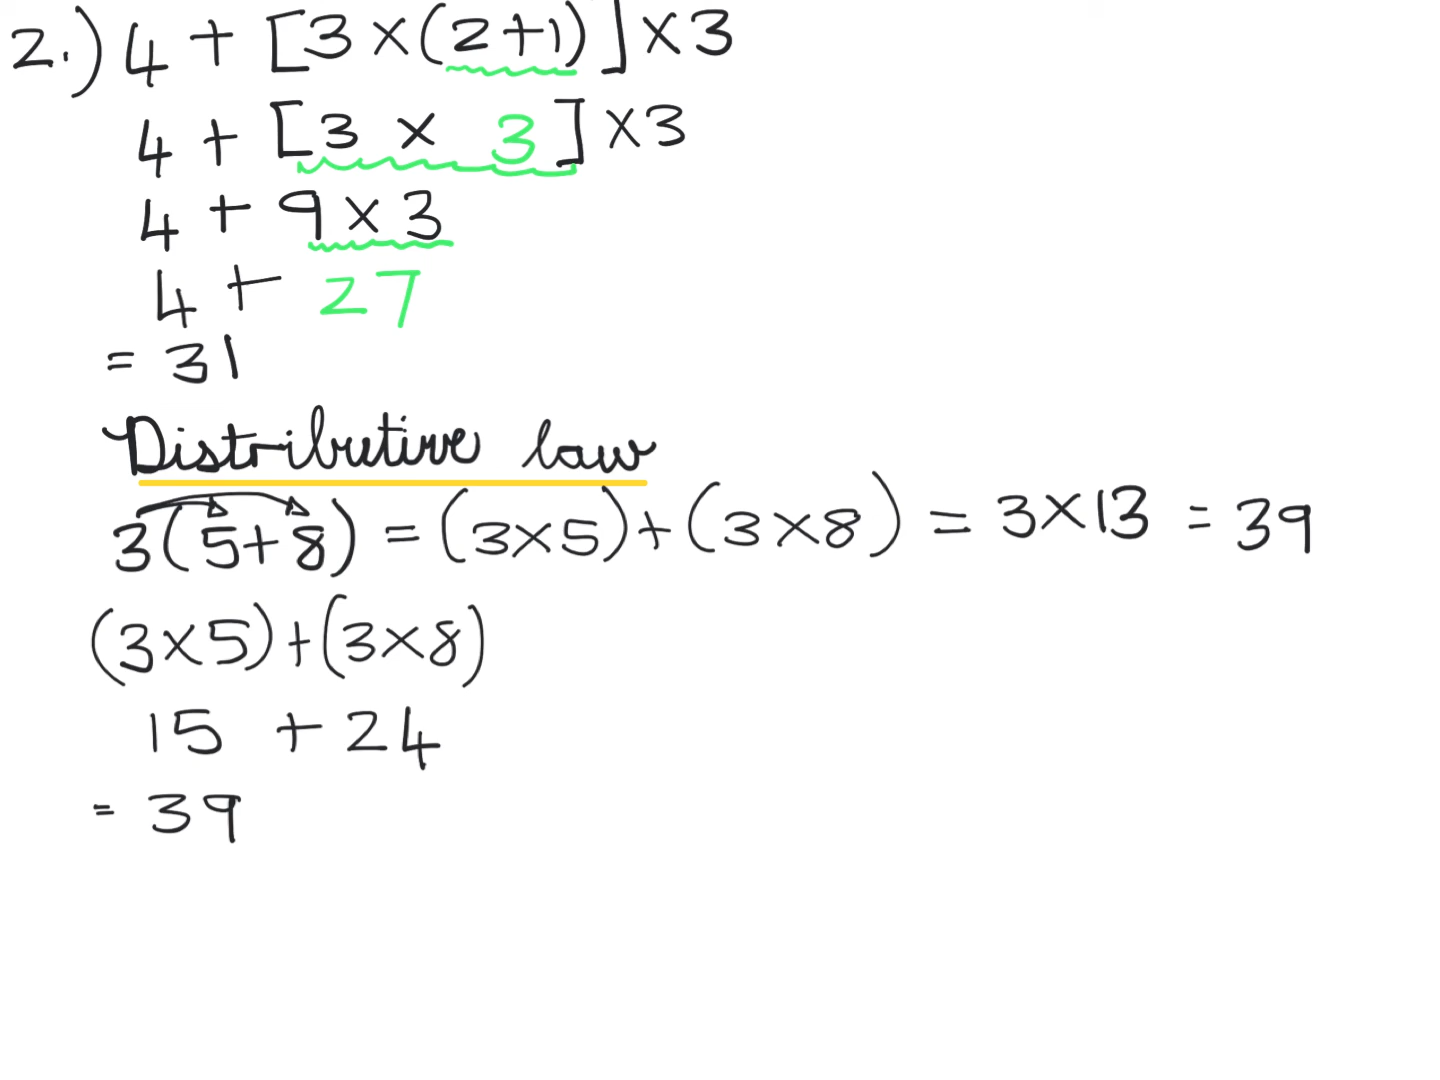 2.) 4 + [3 × (2+1)] × 3
4 + [3 × 3] × 3
4 + 9 × 3
4 + 27
= 31
Distributive law
3(5+8) = (3×5)+(3×8) = 3×13 = 39
(3×5)+(3×8)
15 + 24
= 39